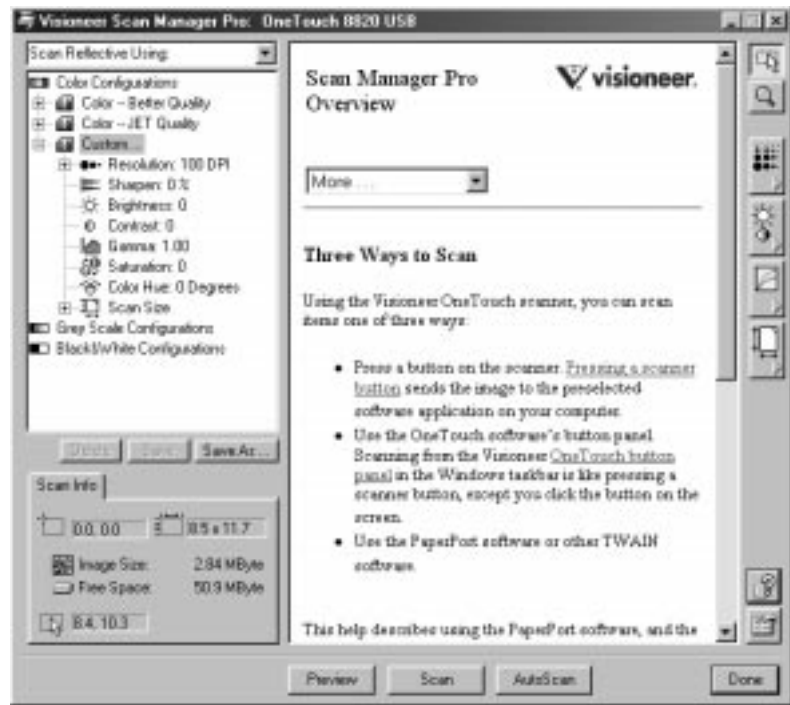 Visioneer Scan Manager Pro: OneTouch 8820 USB
Scan Reflective Using:
Color Configurations
Color -- Better Quality
Color -- JET Quality
Custom...
Resolution: 100 DPI
Sharpen: 0 %
Brightness: 0
Contrast: 0
Gamma: 1.00
Saturation: 0
Color Hue: 0 Degrees
Scan Size
Grey Scale Configurations
Black/White Configurations
Delete
Save
Save As...
Scan Info
0.0, 0.0
8.5 x 11.7
Image Size: 2.84 MByte
Free Space: 50.9 MByte
8.4, 10.3
Scan Manager Pro
Overview
visioneer.
More ...
Three Ways to Scan
Using the Visioneer OneTouch scanner, you can scan
items one of three ways:
• Press a button on the scanner. Pressing a scanner
button sends the image to the preselected
software application on your computer.
• Use the OneTouch software's button panel.
Scanning from the Visioneer OneTouch button
panel in the Windows taskbar is like pressing a
scanner button, except you click the button on the
screen.
• Use the PaperPort software or other TWAIN
software.
This help describes using the PaperPort software, and the
Preview
Scan
AutoScan
Done